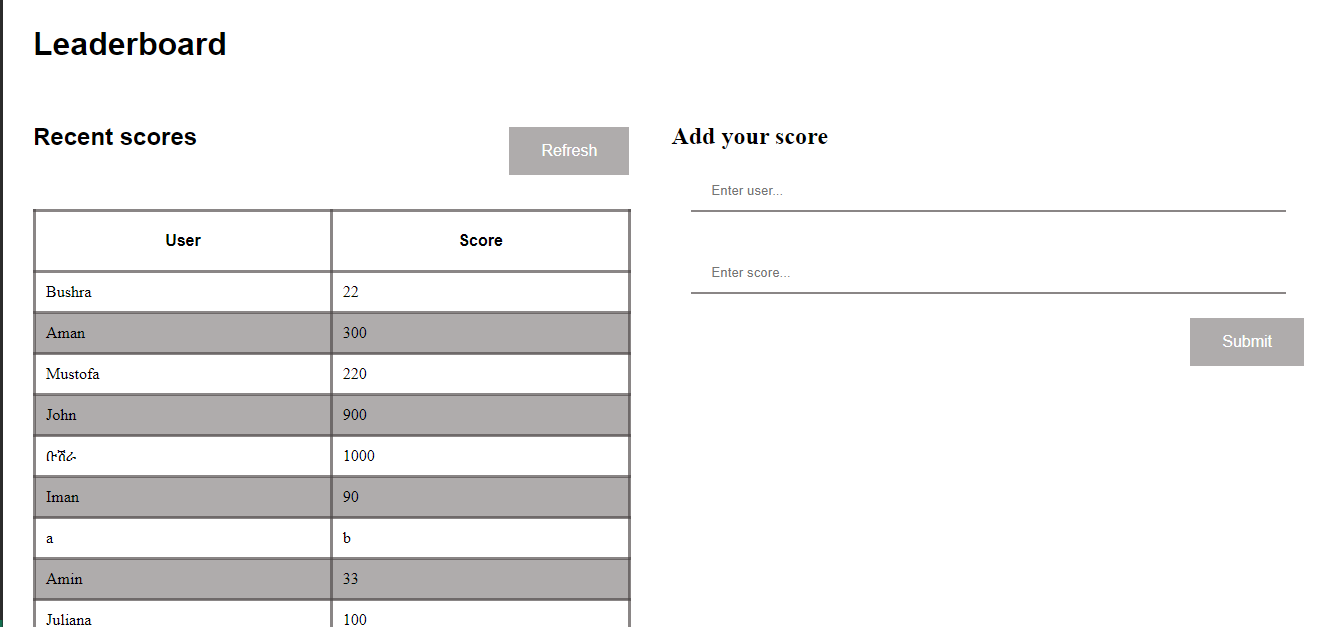 Leaderboard
Recent scores
Refresh
User Score
Bushra 22
Aman 300
Mustofa 220
John 900
ቡሽራ 1000
Iman 90
a b
Amin 33
Juliana 100
Add your score
Enter user...
Enter score...
Submit